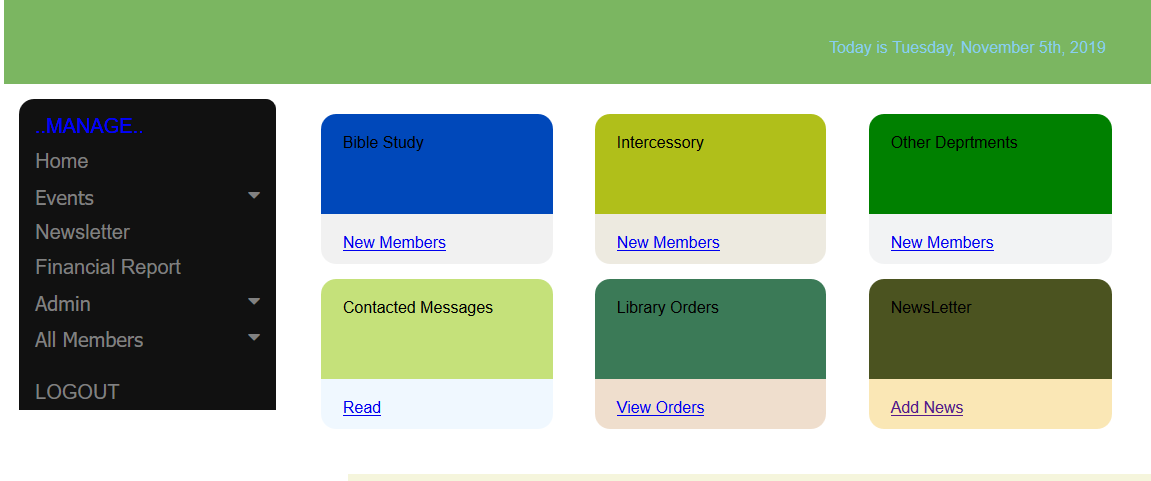 Today is Tuesday, November 5th, 2019
..MANAGE..
Home
Events
Newsletter
Financial Report
Admin
All Members
LOGOUT
Bible Study
New Members
Intercessory
New Members
Other Deprtments
New Members
Contacted Messages
Read
Library Orders
View Orders
NewsLetter
Add News